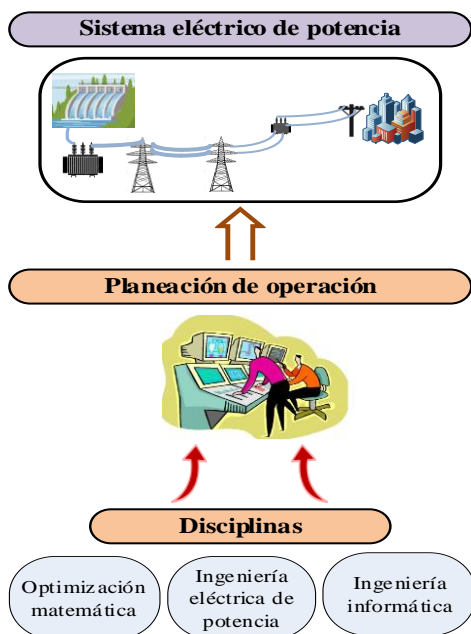 Sistema eléctrico de potencia
Planeación de operación
Disciplinas
Optimización
matemática
Ingeniería
eléctrica de
potencia
Ingeniería
informática